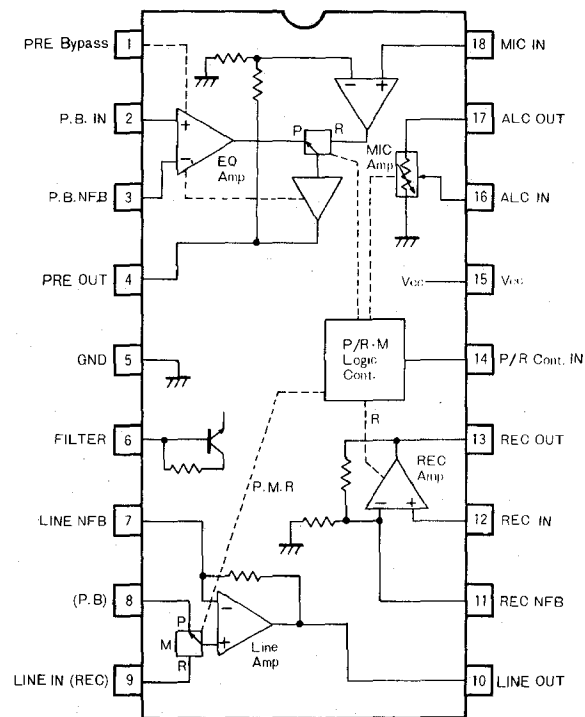 PRE Bypass 1
18 MIC IN
P.B. IN 2
17 ALC OUT
P R
EQ
Amp
MIC
Amp
P.B.NFB 3
16 ALC IN
PRE OUT 4
Vcc 15 Vcc
P/R·M
Logic
Cont.
GND 5
14 P/R Cont. IN
R
FILTER 6
13 REC OUT
REC
Amp
P.M.R
LINE NFB 7
12 REC IN
(P.B) 8
11 REC NFB
P
M
R
Line
Amp
LINE IN (REC) 9
10 LINE OUT
- +
+
-
- +
-
+